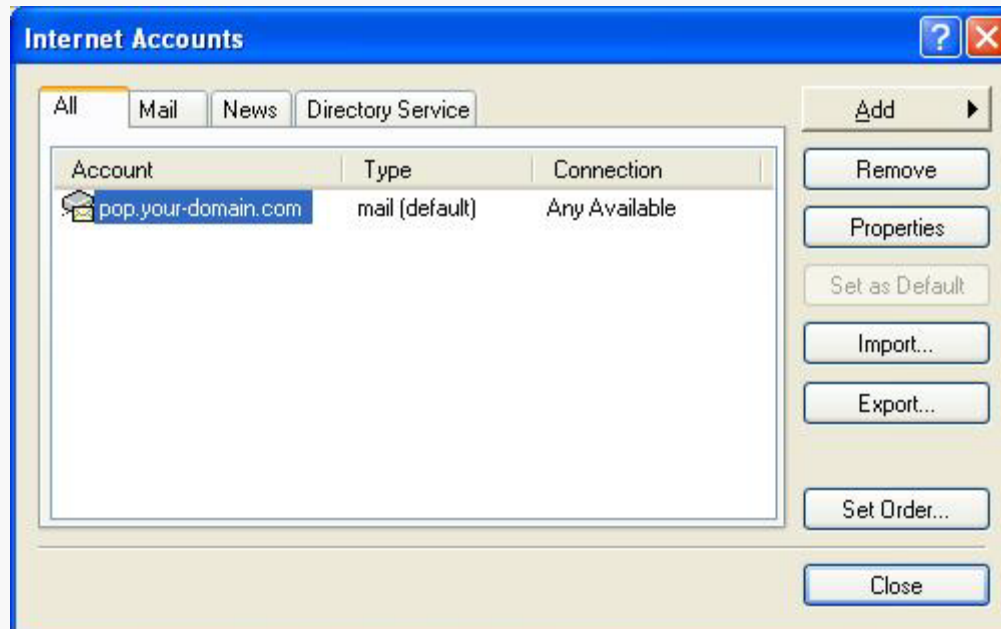 Internet Accounts
All Mail News Directory Service
Add
Remove
Properties
Set as Default
Import...
Export...
Set Order...
Close
Account Type Connection
pop.your-domain.com mail (default) Any Available